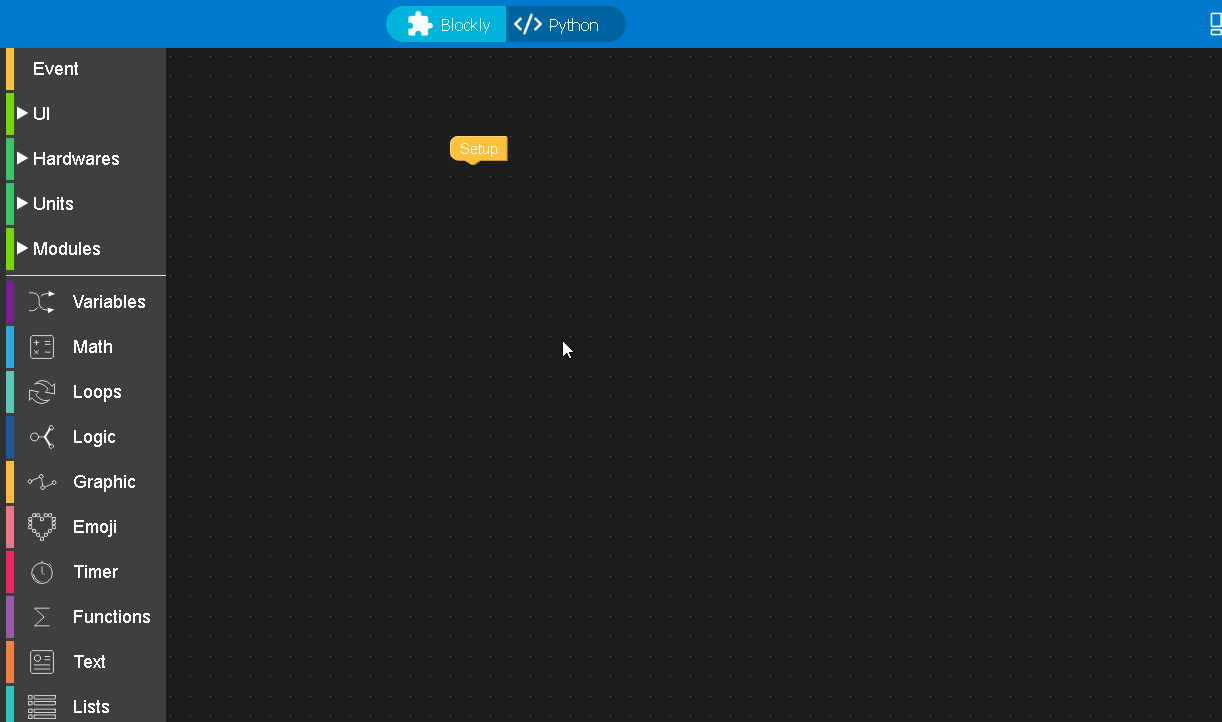 Blockly
Python
Event
UI
Setup
Hardwares
Units
Modules
Variables
Math
Loops
Logic
Graphic
Emoji
Timer
Functions
Text
Lists